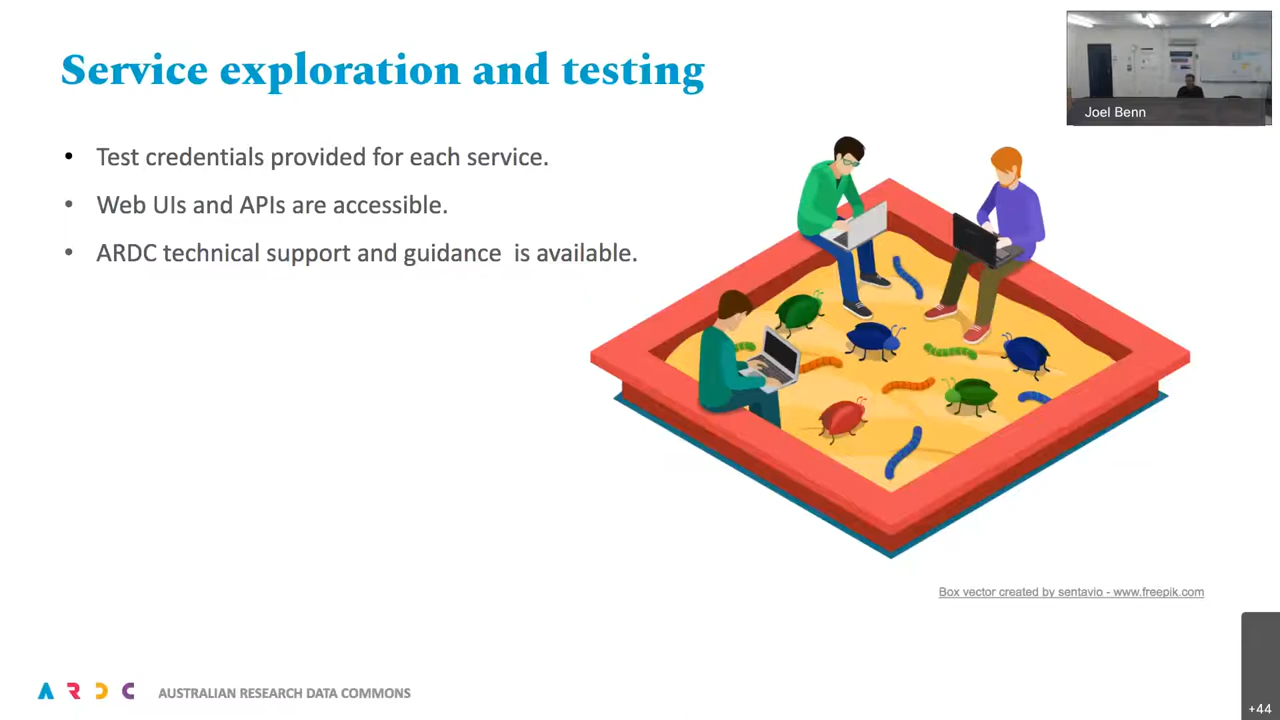 Service exploration and testing
Joel Benn
• Test credentials provided for each service.
• Web UIs and APIs are accessible.
• ARDC technical support and guidance is available.
Box vector created by sentavio - www.freepik.com
ARDC AUSTRALIAN RESEARCH DATA COMMONS
+44